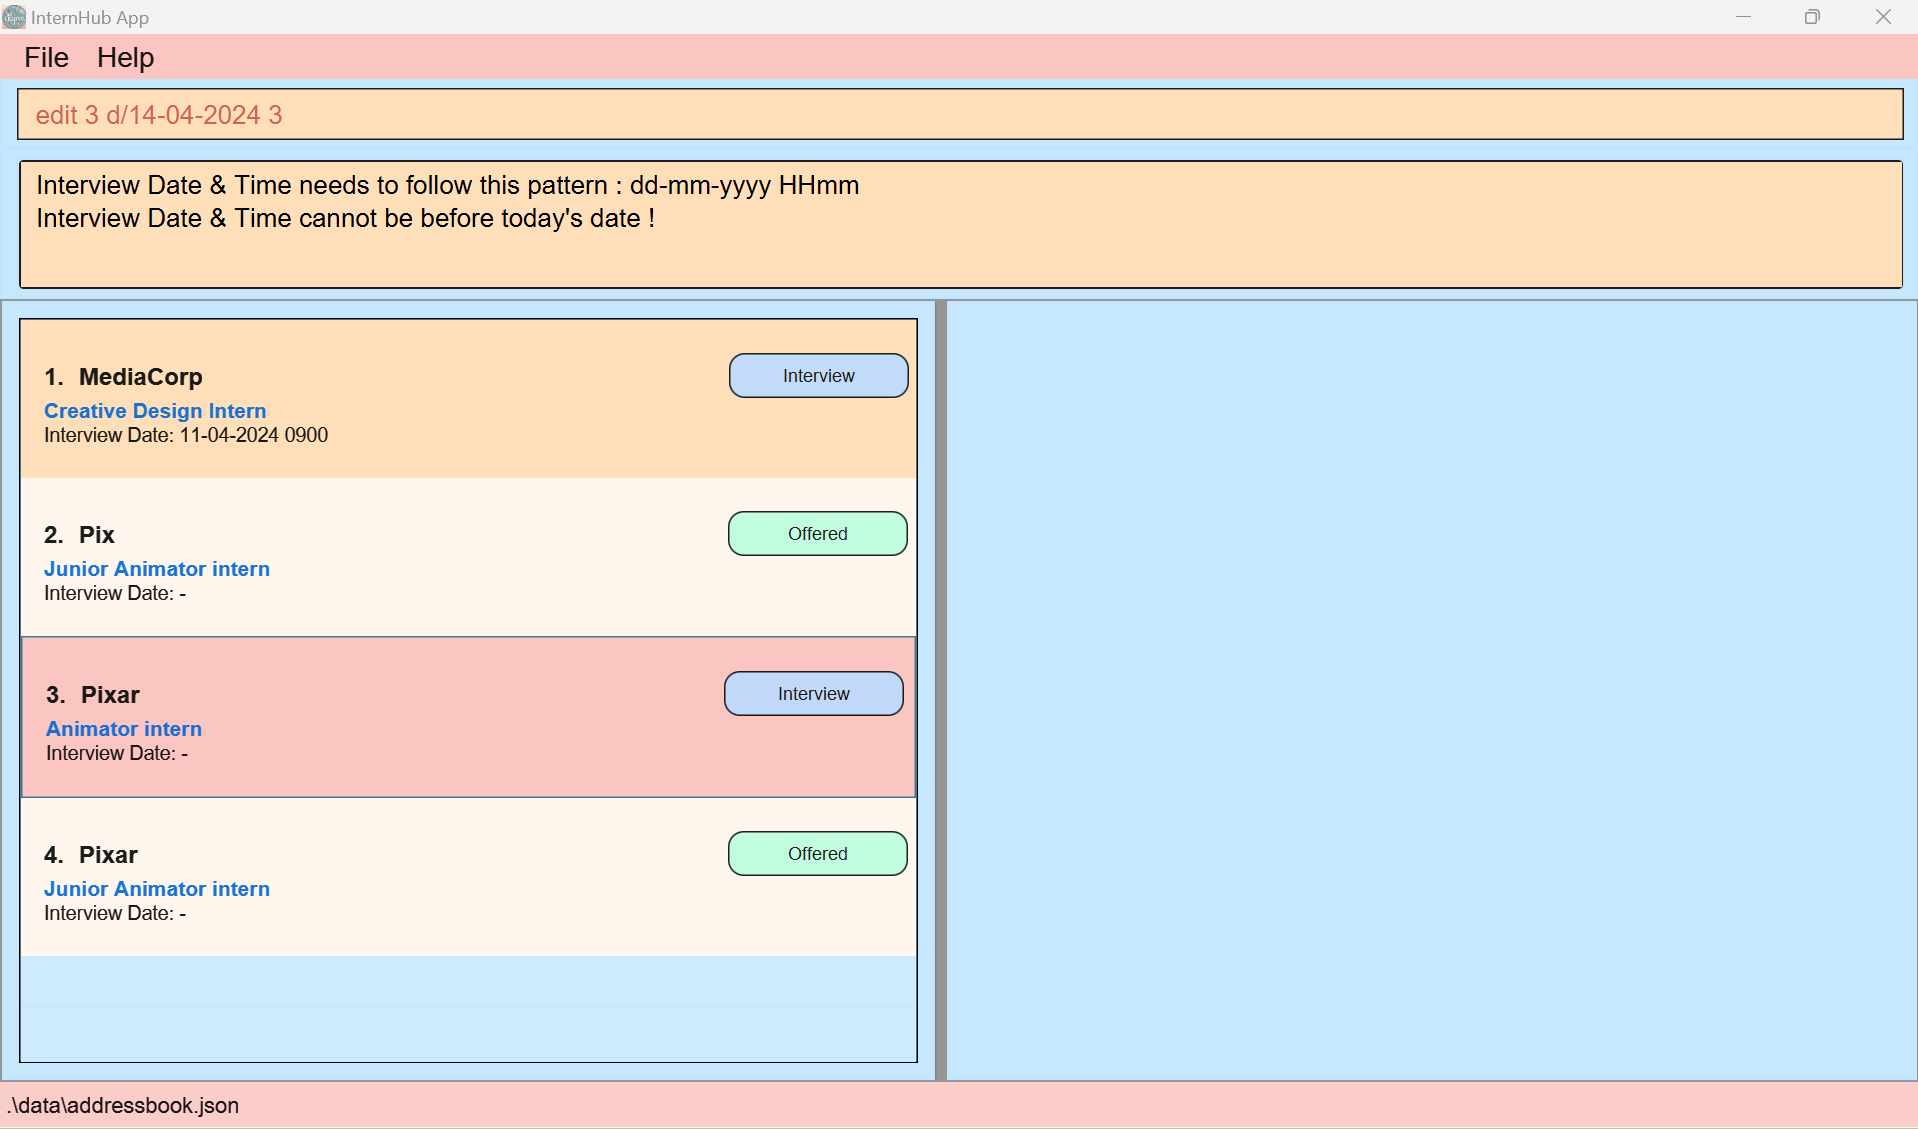 InternHub App
File Help
edit 3 d/14-04-2024 3
Interview Date & Time needs to follow this pattern : dd-mm-yyyy HHmm
Interview Date & Time cannot be before today's date !
1. MediaCorp
Interview
Creative Design Intern
Interview Date: 11-04-2024 0900
2. Pix
Offered
Junior Animator intern
Interview Date: -
3. Pixar
Interview
Animator intern
Interview Date: -
4. Pixar
Offered
Junior Animator intern
Interview Date: -
.\data\addressbook.json